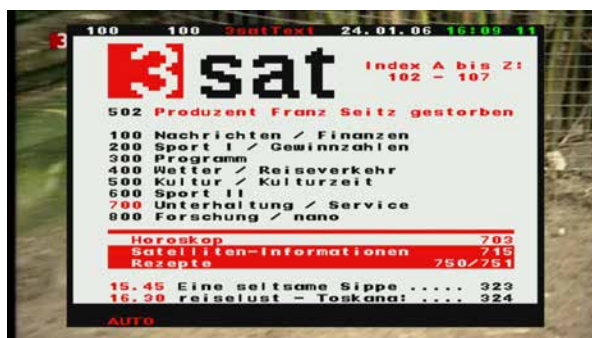 100 100 3satText 24.01.06 16:09 11
3
3sat
Index A bis Z:
102 - 107
502 Produzent Franz Seitz gestorben
100 Nachrichten / Finanzen
200 Sport I / Gewinnzahlen
300 Programm
400 Wetter / Reiseverkehr
500 Kultur / Kulturzeit
600 Sport II
700 Unterhaltung / Service
800 Forschung / nano
Horoskop 703
Satelliten-Informationen 715
Rezepte 750/751
15.45 Eine seltsame Sippe ..... 323
16.30 reiselust - Toskana: .... 324
AUTO